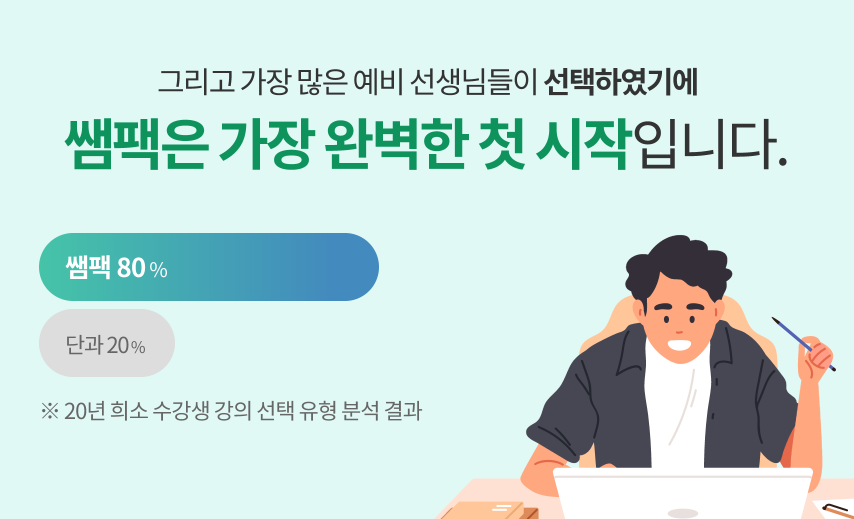 그리고 가장 많은 예비 선생님들이 선택하였기에
쌤팩은 가장 완벽한 첫 시작입니다.
쌤팩 80 %
단과 20 %
※ 20년 희소 수강생 강의 선택 유형 분석 결과